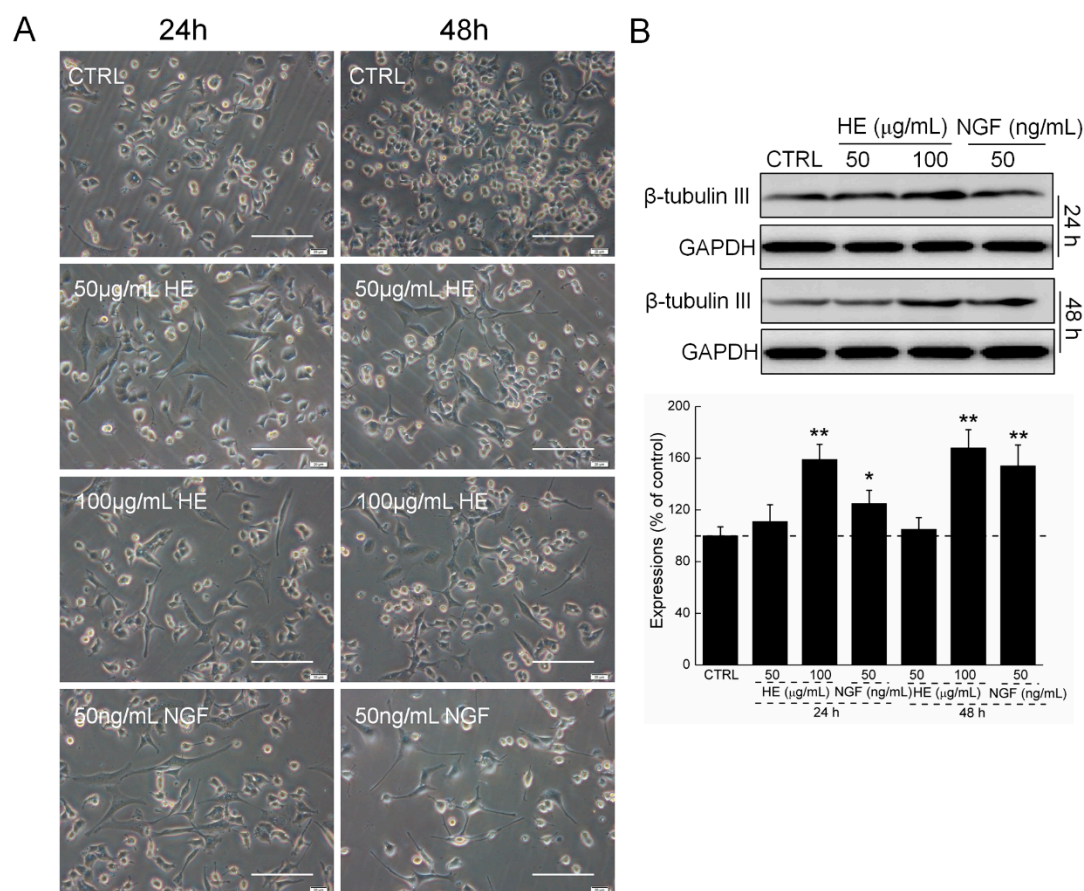 A
24h
48h
CTRL
CTRL
50µg/mL HE
50µg/mL HE
100µg/mL HE
100µg/mL HE
50ng/mL NGF
50ng/mL NGF
B
HE (µg/mL) NGF (ng/mL)
CTRL 50 100 50
β-tubulin III
GAPDH
24 h
β-tubulin III
GAPDH
48 h
Expressions (% of control)
200
160
120
80
40
0
** * ** **
CTRL 50 100 50 50 100 50
HE (µg/mL) NGF (ng/mL) HE (µg/mL) NGF (ng/mL)
24 h 48 h